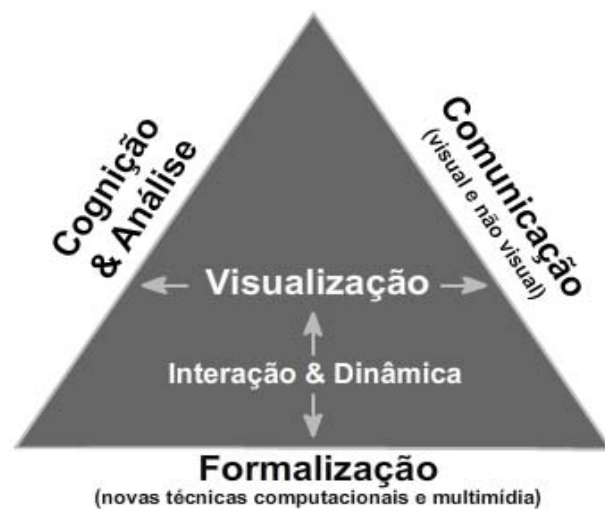 Cognição
& Análise
Comunicação
(visual e não visual)
Visualização
Interação & Dinâmica
Formalização
(novas técnicas computacionais e multimídia)